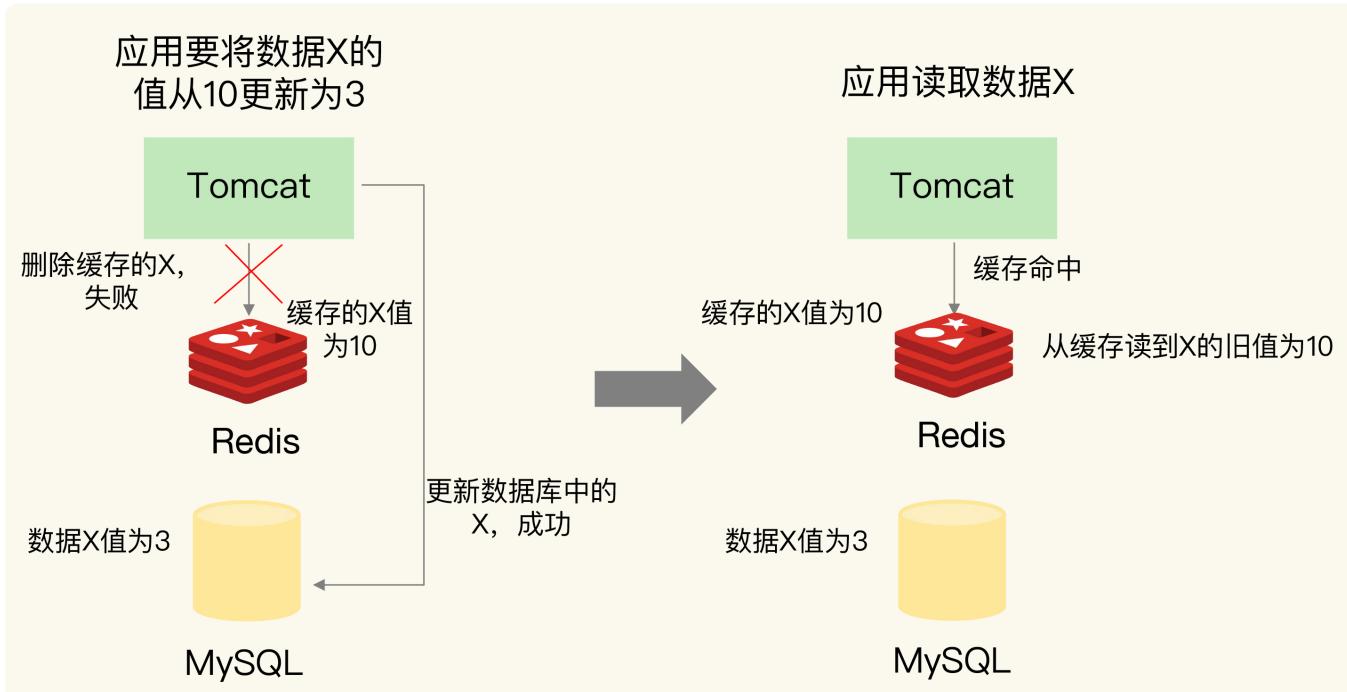 应用要将数据X的
值从10更新为3
Tomcat
删除缓存的X，
失败
缓存的X值
为10
Redis
更新数据库中的
X，成功
数据X值为3
MySQL
应用读取数据X
Tomcat
缓存命中
缓存的X值为10
从缓存读到X的旧值为10
Redis
数据X值为3
MySQL